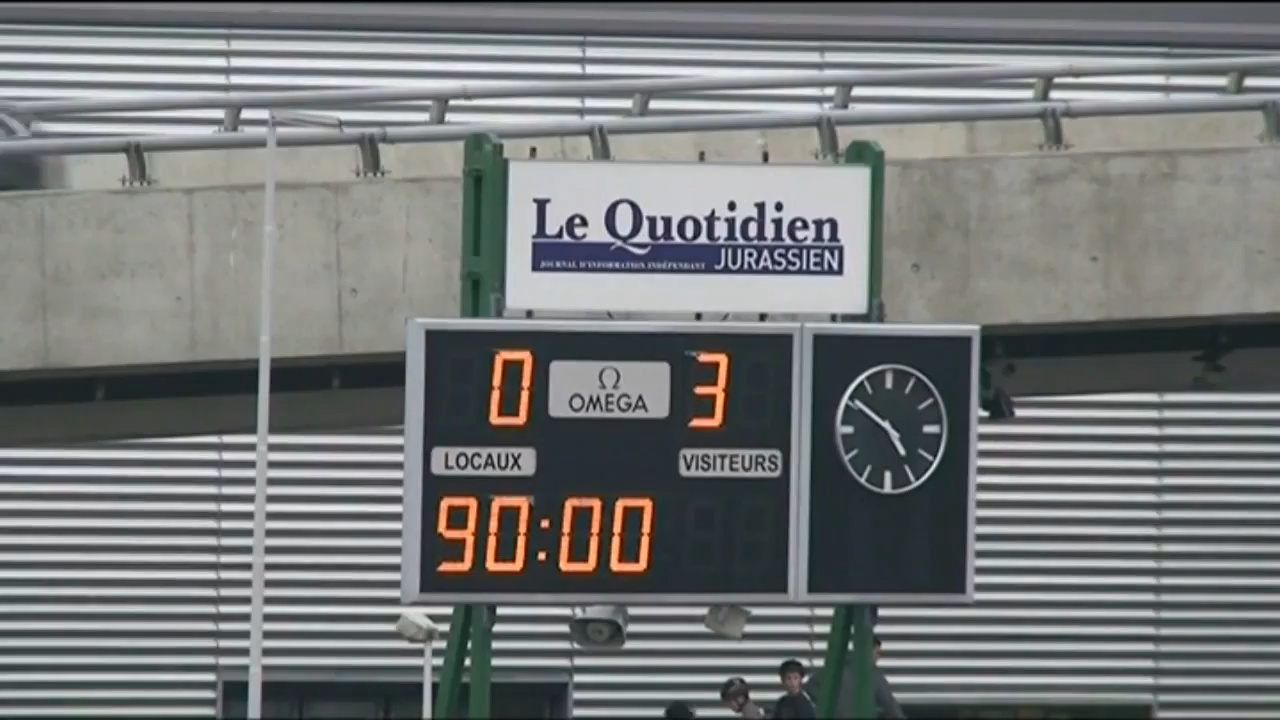 Le Quotidien
JOURNAL D'INFORMATION INDÉPENDANT JURASSIEN
0 Ω 3
OMEGA
LOCAUX VISITEURS
90:00